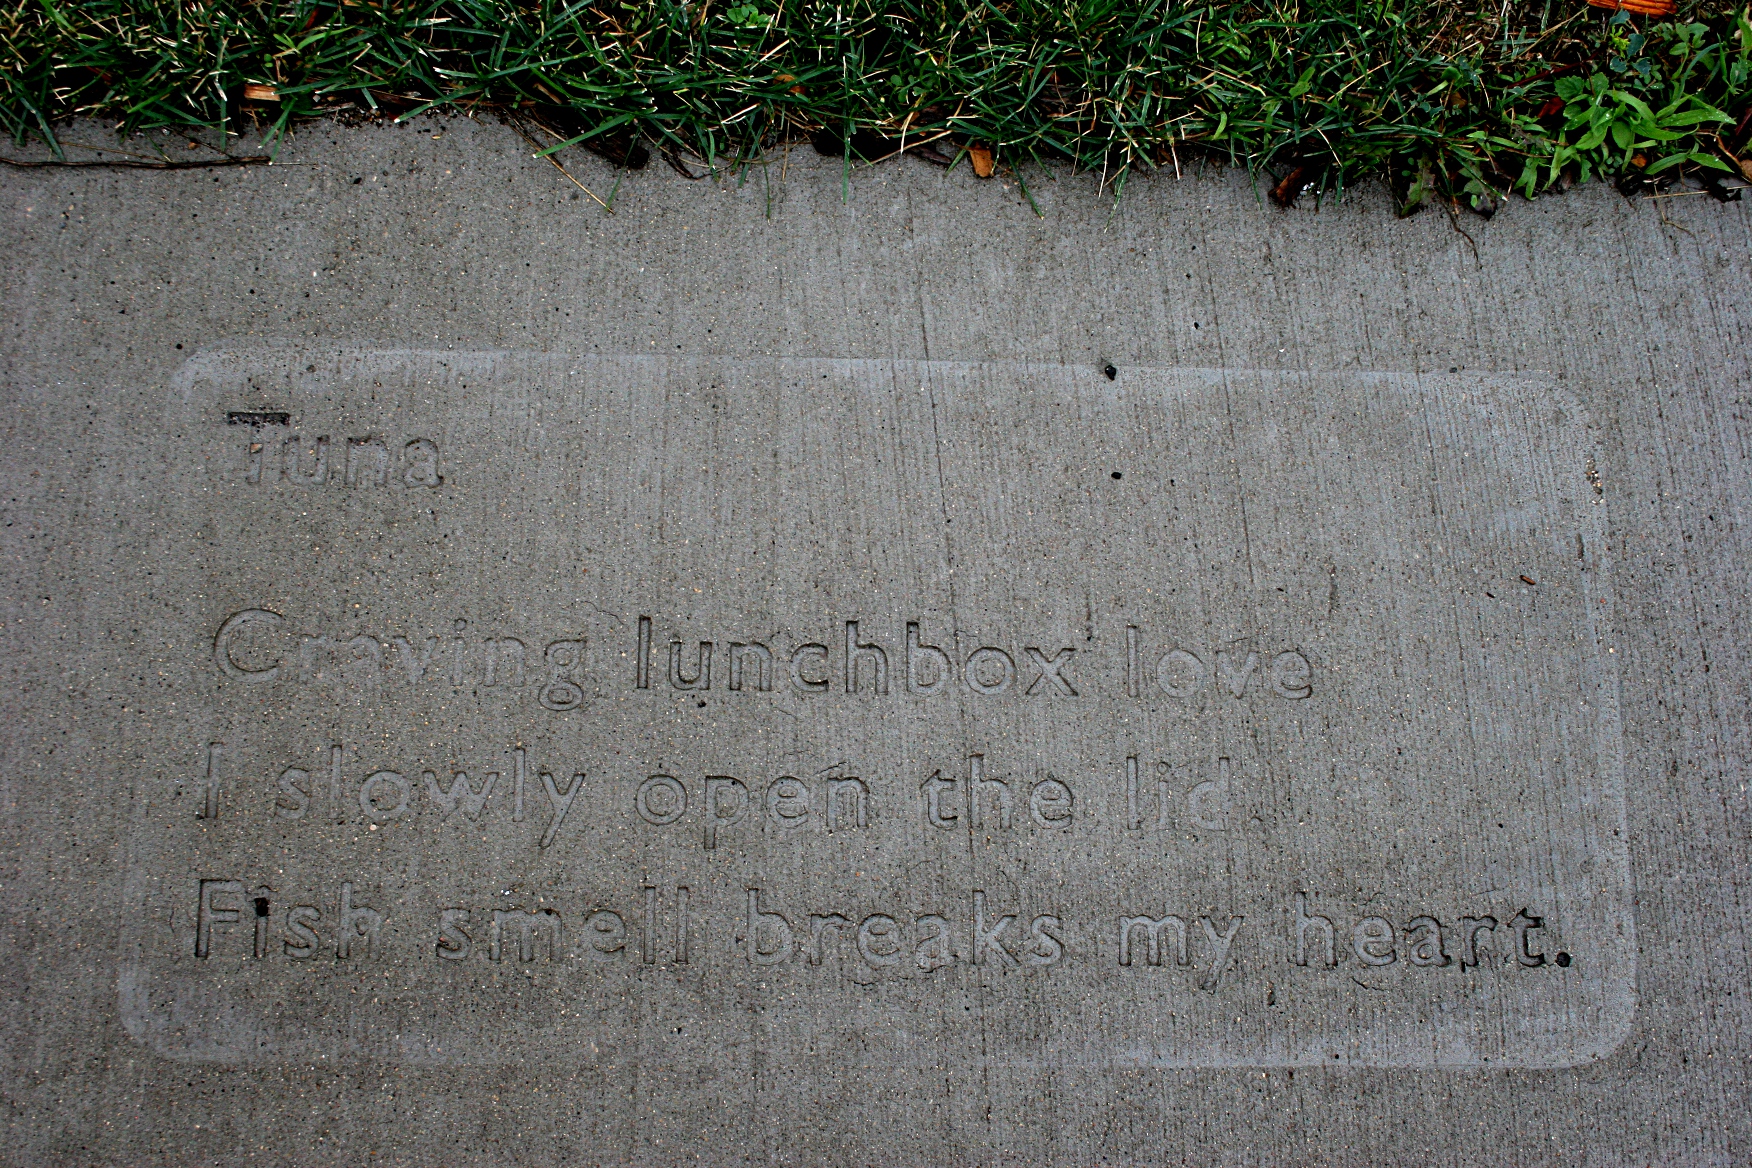 Tuna
Craving lunchbox love
I slowly open the lid.
Fish smell breaks my heart.